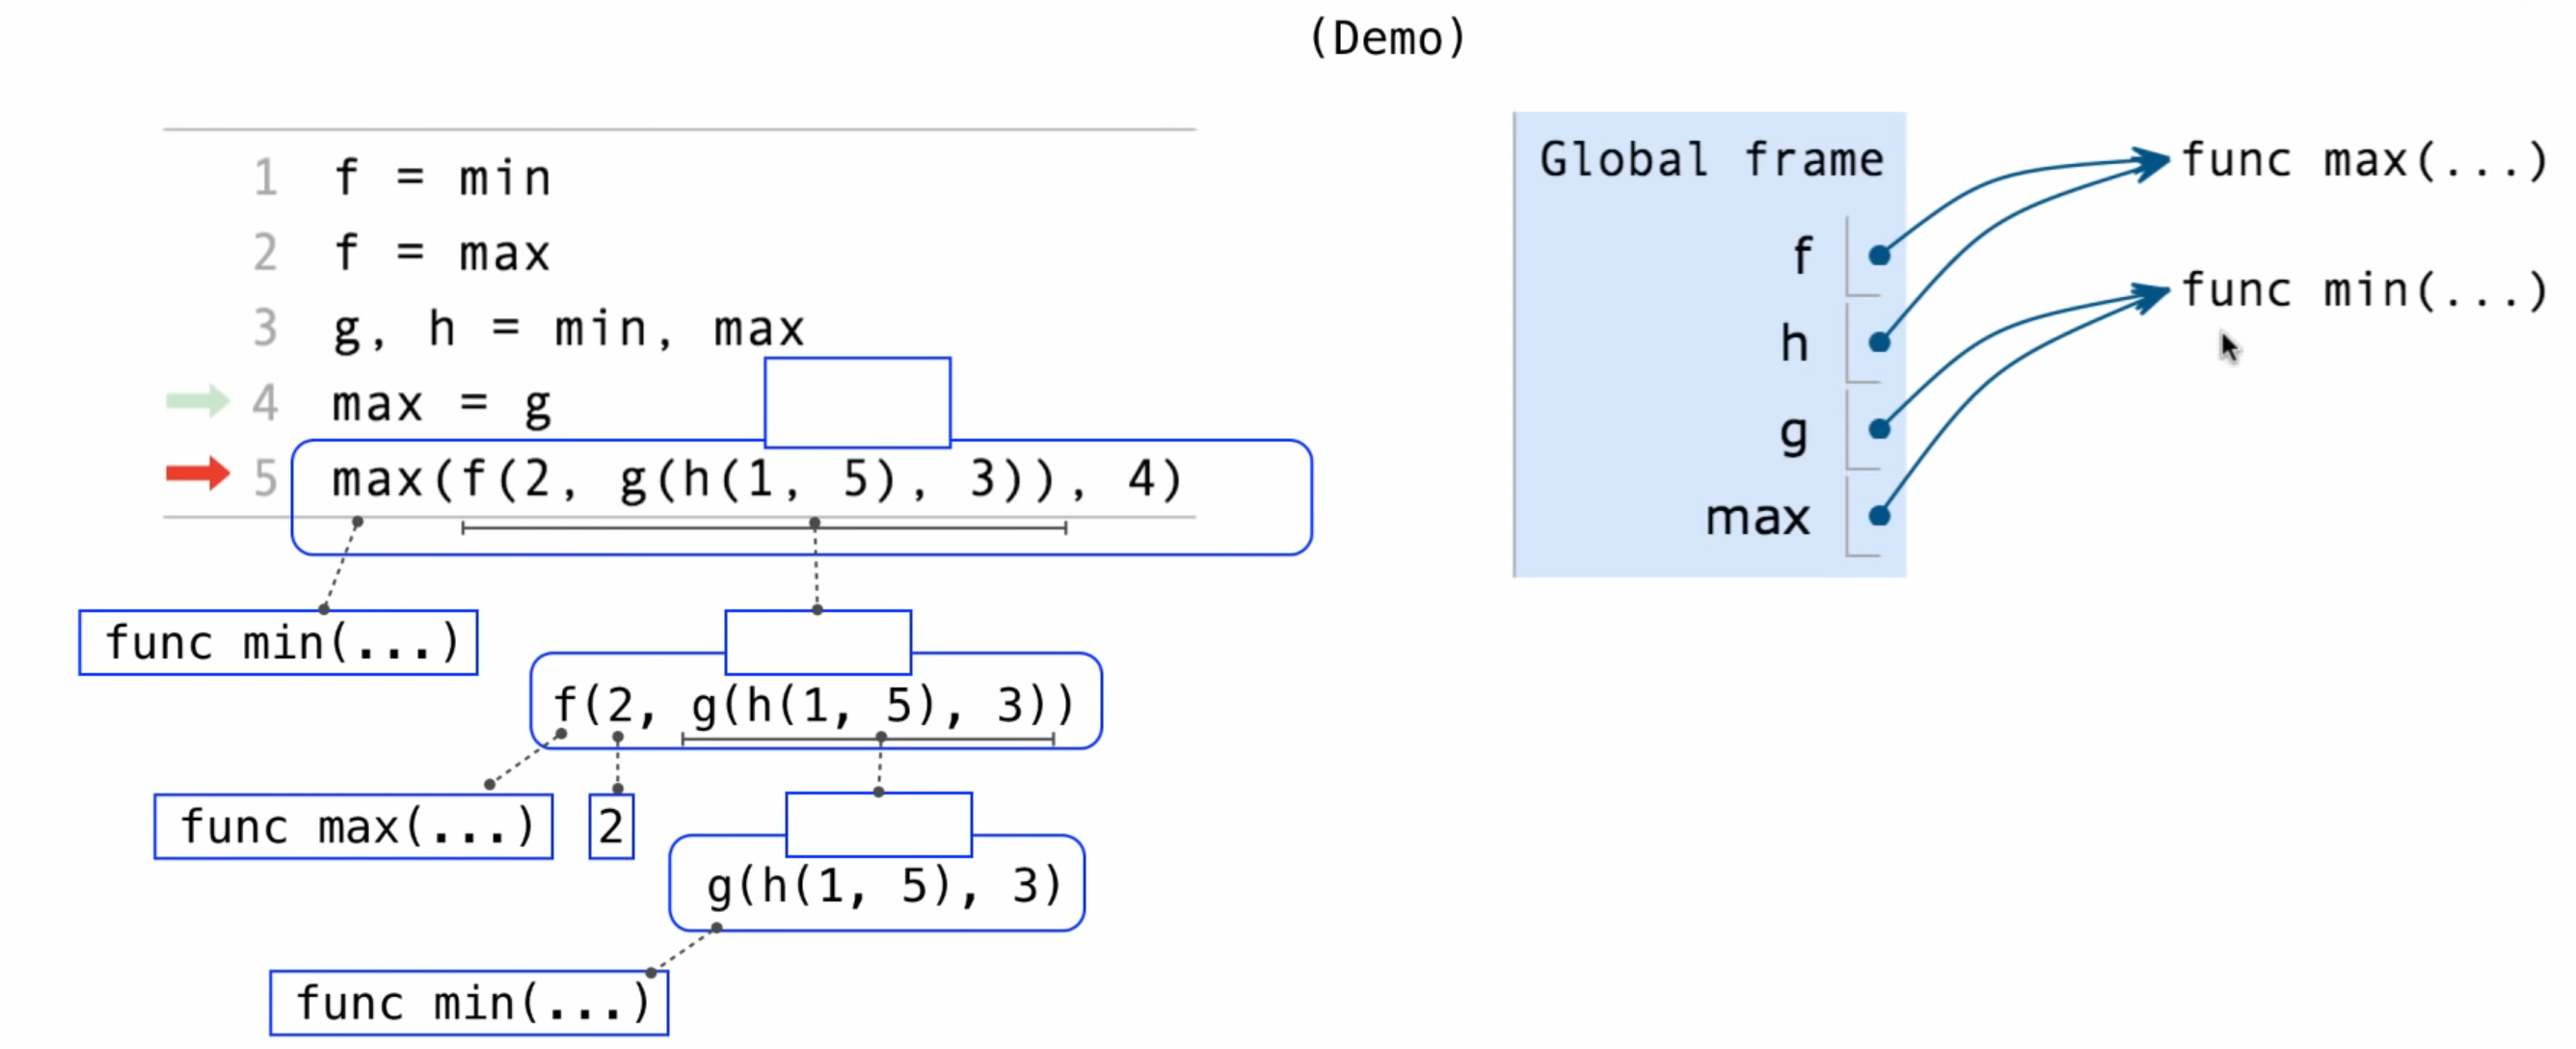 (Demo)
1 f = min
2 f = max
3 g, h = min, max
4 max = g
5 max(f(2, g(h(1, 5), 3)), 4)
func min(...)
f(2, g(h(1, 5), 3))
func max(...)
2
g(h(1, 5), 3)
func min(...)
Global frame
f
h
g
max
func max(...)
func min(...)